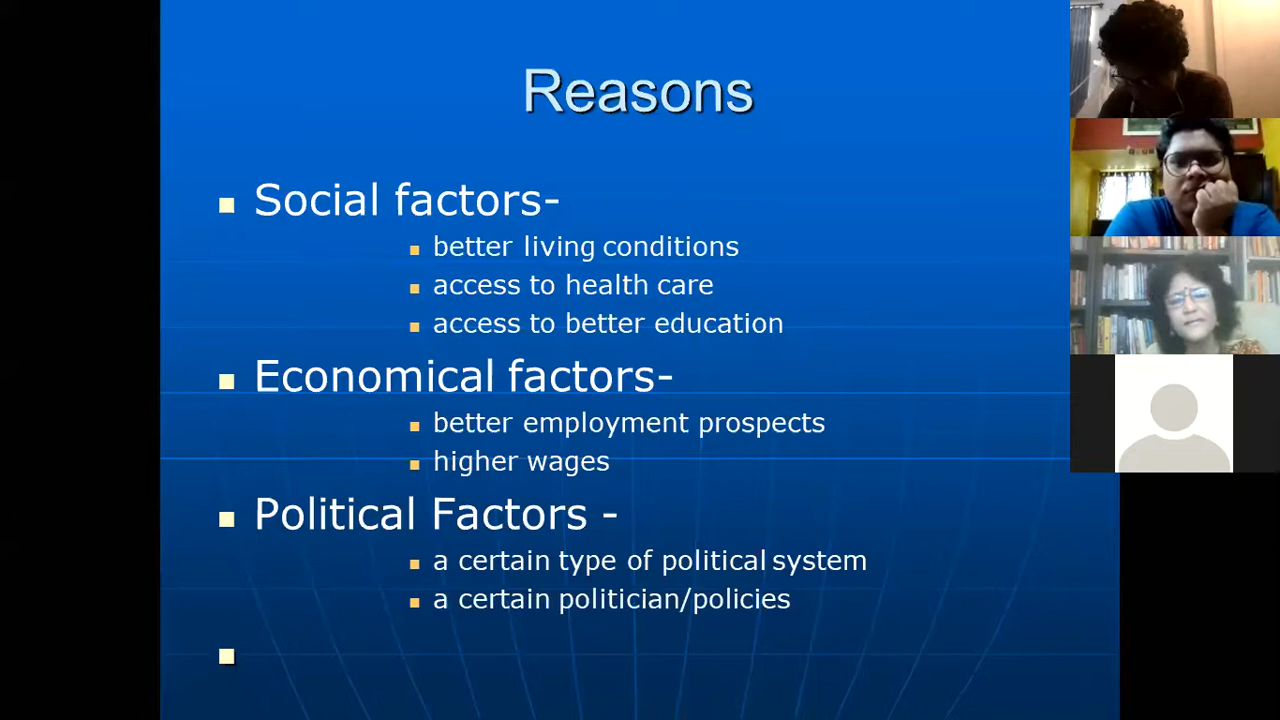 Reasons
Social factors-
better living conditions
access to health care
access to better education
Economical factors-
better employment prospects
higher wages
Political Factors -
a certain type of political system
a certain politician/policies